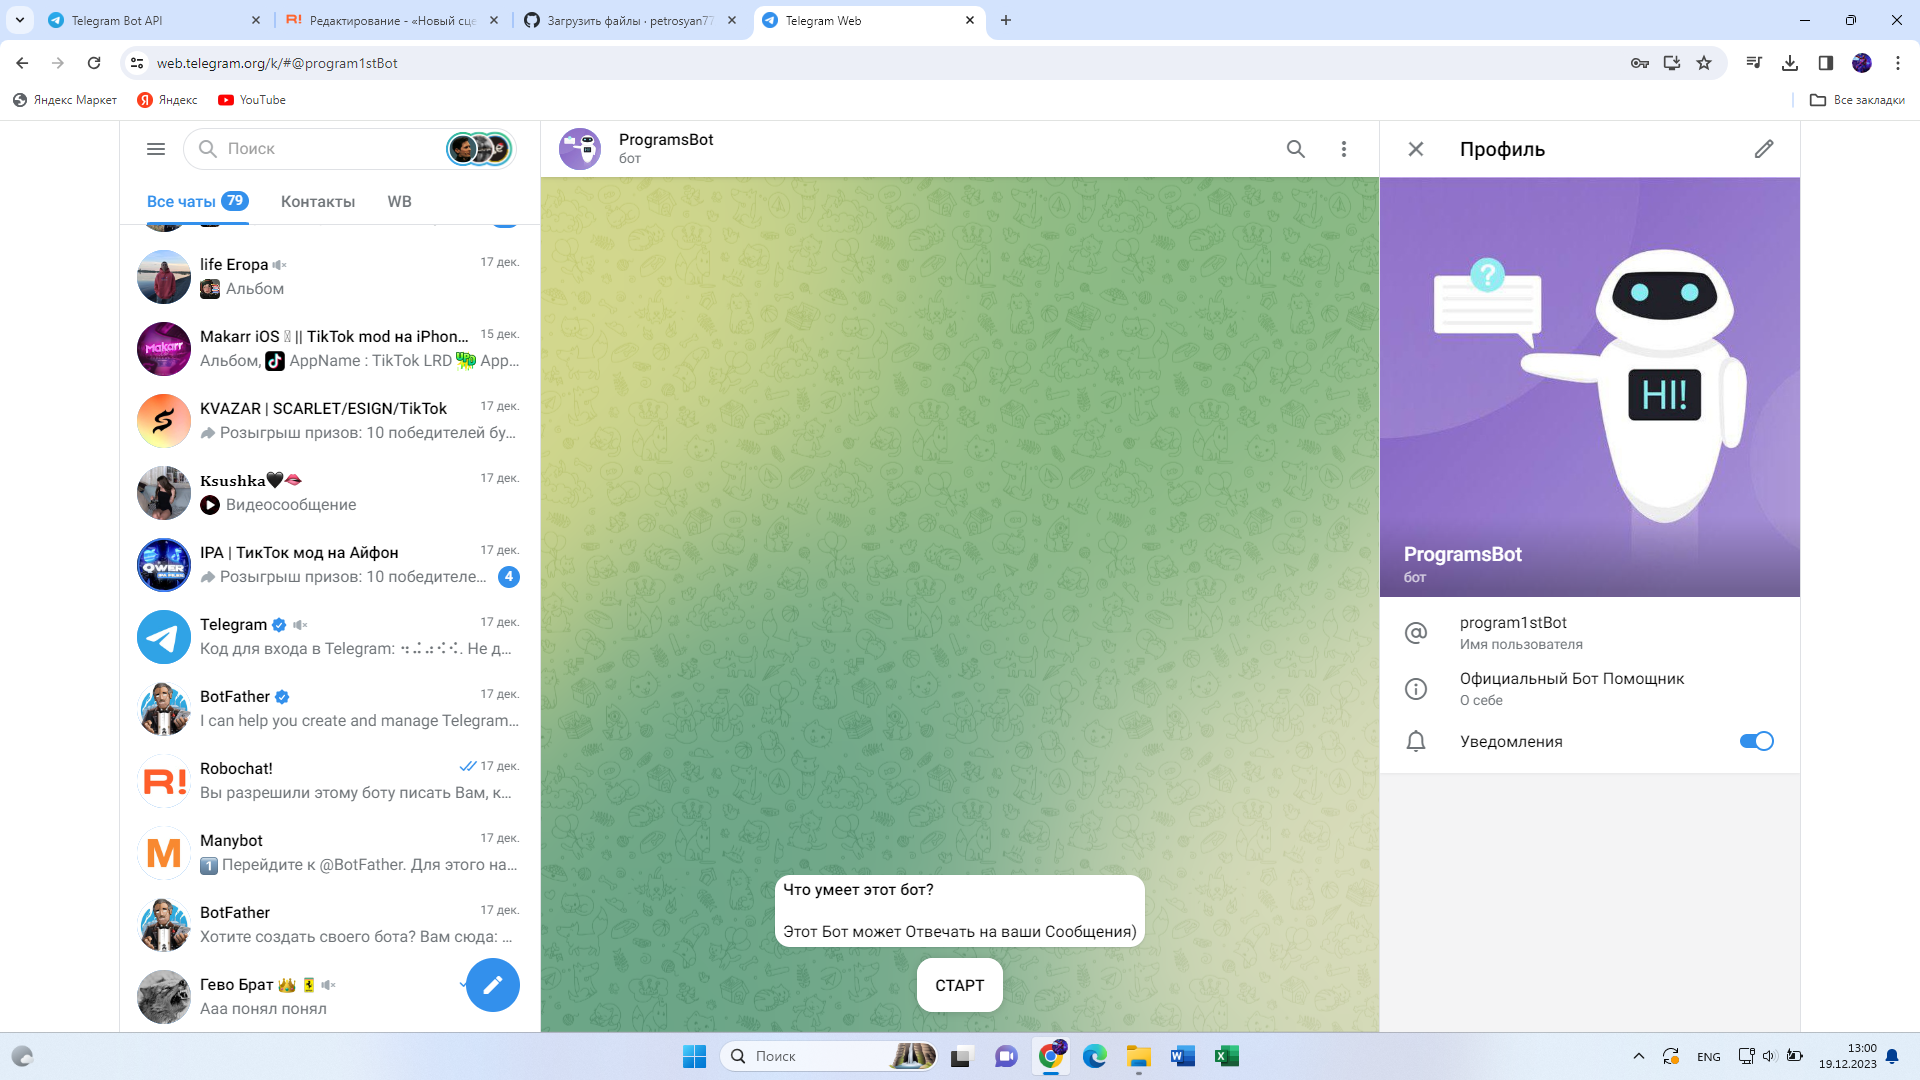 Telegram Bot API
Редактирование - «Новый сце
Загрузить файлы · petrosyan77
Telegram Web
web.telegram.org/k/#@program1stBot
Яндекс Маркет
Яндекс
YouTube
Все закладки
Поиск
Все чаты 79
Контакты
WB
life Егора
17 дек.
Альбом
Makarr iOS || TikTok mod на iPhon...
15 дек.
Альбом, AppName : TikTok LRD App...
KVAZAR | SCARLET/ESIGN/TikTok
17 дек.
Розыгрыш призов: 10 победителей бу...
Ksushka🖤🫦
17 дек.
Видеосообщение
IPA | ТикТок мод на Айфон
17 дек.
Розыгрыш призов: 10 победителе...
4
Telegram
17 дек.
Код для входа в Telegram: . Не д...
BotFather
17 дек.
I can help you create and manage Telegram...
Robochat!
17 дек.
Вы разрешили этому боту писать Вам, к...
Manybot
17 дек.
1 Перейдите к @BotFather. Для этого на...
BotFather
17 дек.
Хотите создать своего бота? Вам сюда: ...
Гево Брат
Ааа понял понял
ProgramsBot
бот
Что умеет этот бот?
Этот Бот может Отвечать на ваши Сообщения)
СТАРТ
Профиль
?
HI!
ProgramsBot
бот
program1stBot
Имя пользователя
Официальный Бот Помощник
О себе
Уведомления
Поиск
ENG
13:00
19.12.2023